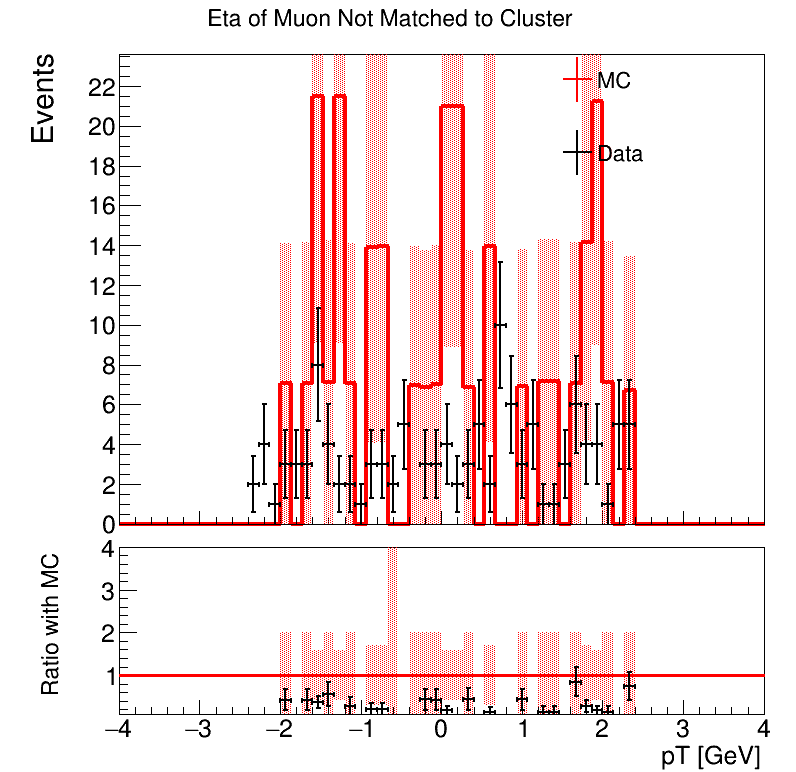 Eta of Muon Not Matched to Cluster
Events
22
20
18
16
14
12
10
8
6
4
2
0
MC
Data
Ratio with MC
4
3
2
1
−4 −3 −2 −1 0 1 2 3 4
pT [GeV]